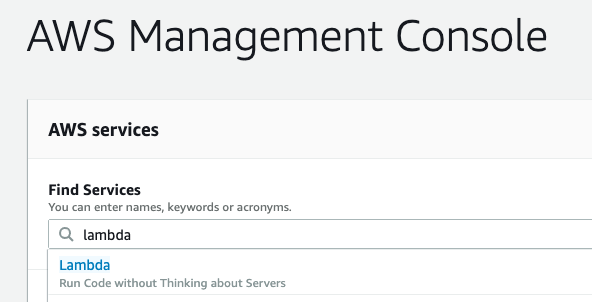 AWS Management Console
AWS services
Find Services
You can enter names, keywords or acronyms.
lambda
Lambda
Run Code without Thinking about Servers